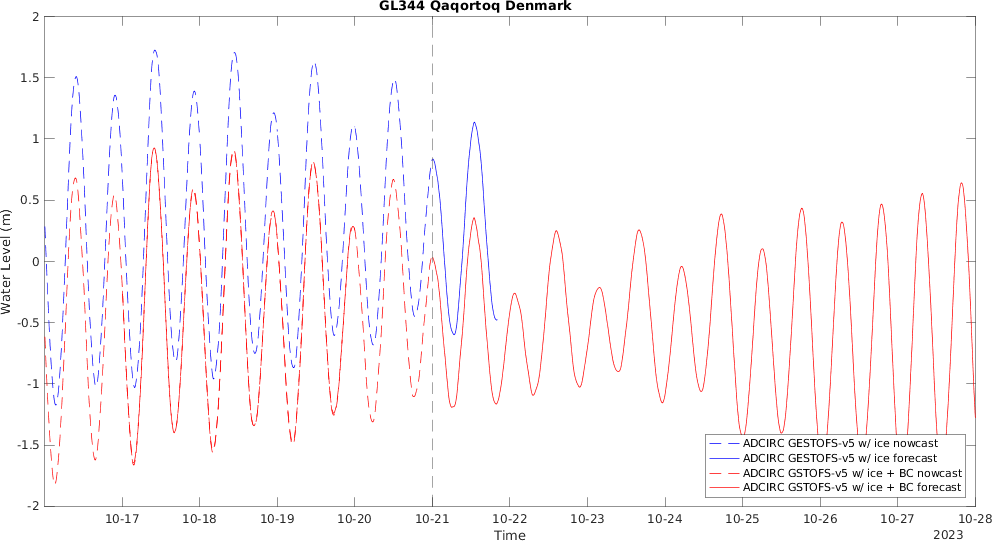 GL344 Qaqortoq Denmark
2
1.5
1
0.5
0
-0.5
-1
-1.5
-2
Water Level (m)
ADCIRC GESTOFS-v5 w/ ice nowcast
ADCIRC GESTOFS-v5 w/ ice forecast
ADCIRC GSTOFS-v5 w/ ice + BC nowcast
ADCIRC GSTOFS-v5 w/ ice + BC forecast
10-17 10-18 10-19 10-20 10-21 10-22 10-23 10-24 10-25 10-26 10-27 10-28
Time
2023